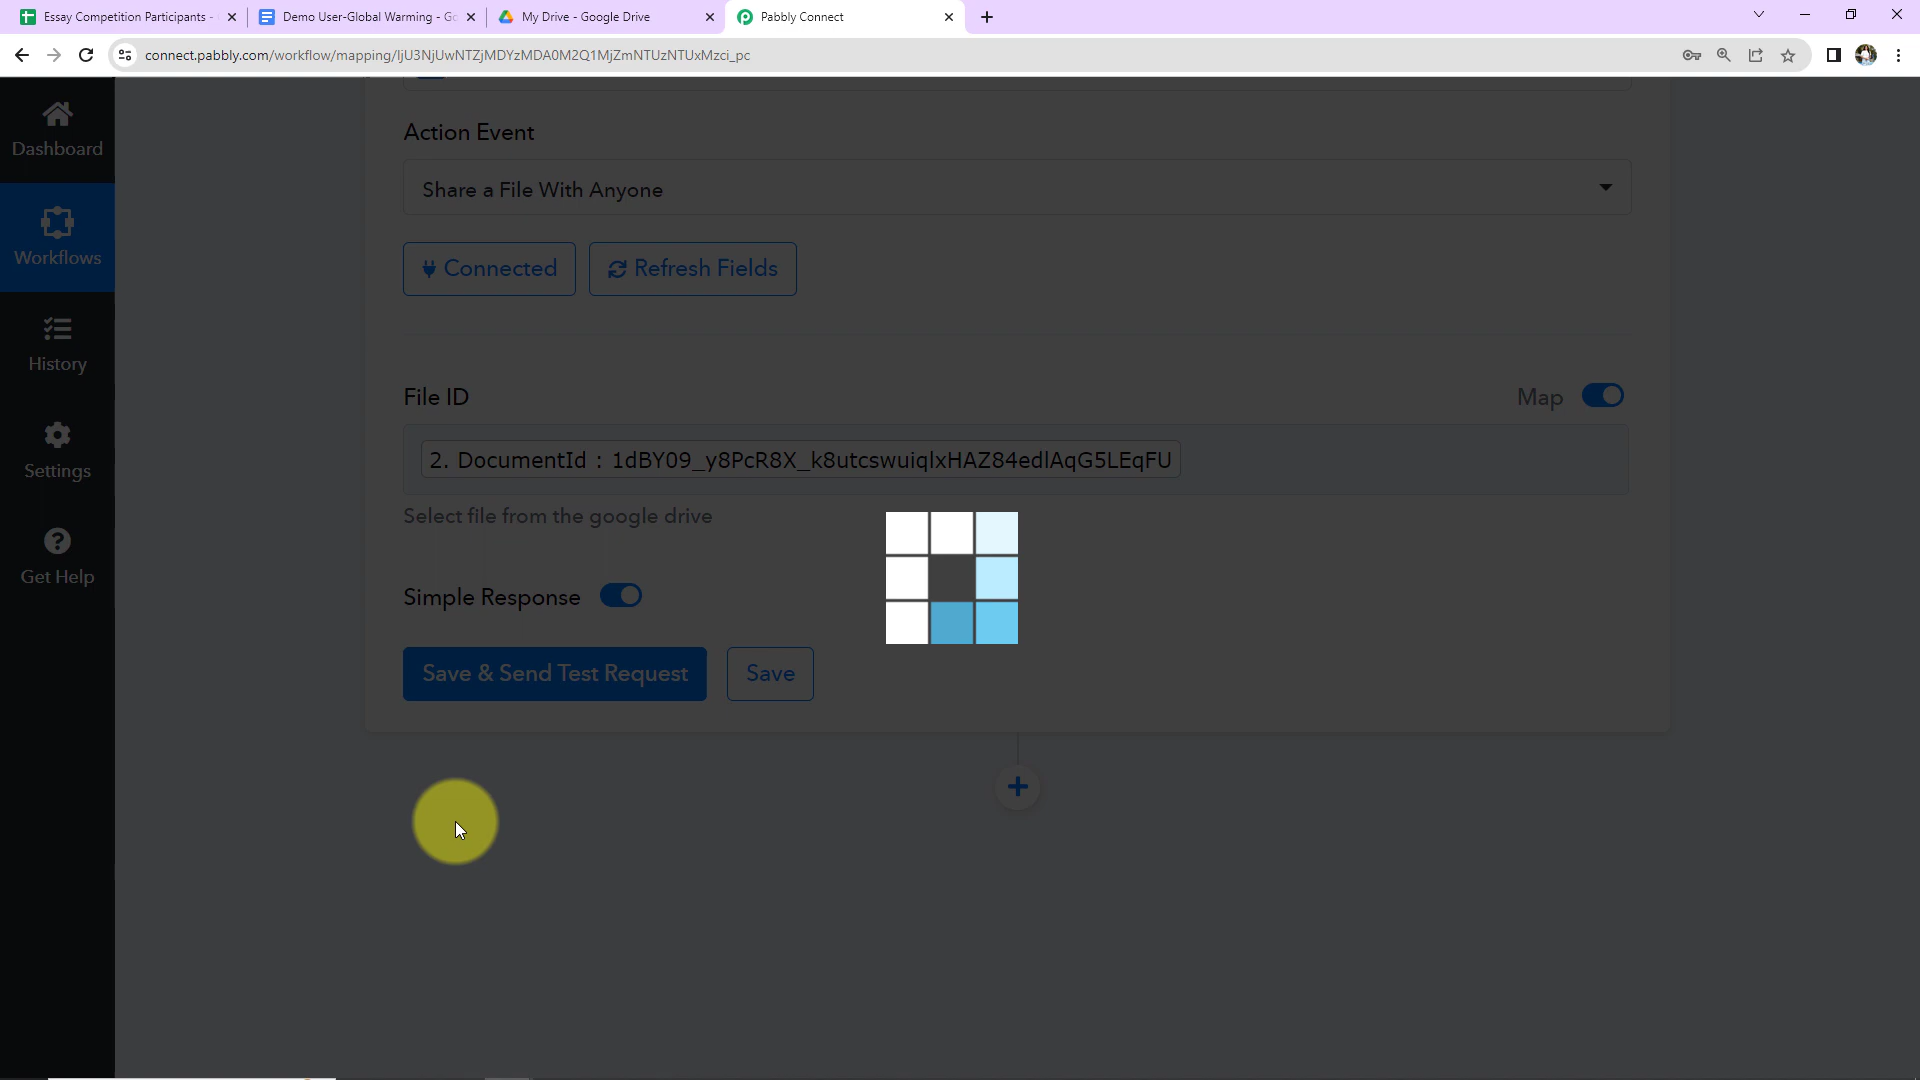 Essay Competition Participants -
Demo User-Global Warming - Go
My Drive - Google Drive
Pabbly Connect
connect.pabbly.com/workflow/mapping/IjU3NjUwNTZjMDYzMDA0M2Q1MjZmNTUzNTUxMzci_pc
Dashboard
Workflows
History
Settings
Get Help
Action Event
Share a File With Anyone
Connected
Refresh Fields
File ID
Map
2. DocumentId : 1dBY09_y8PcR8X_k8utcswuiqlxHAZ84edlAqG5LEqFU
Select file from the google drive
Simple Response
Save & Send Test Request
Save